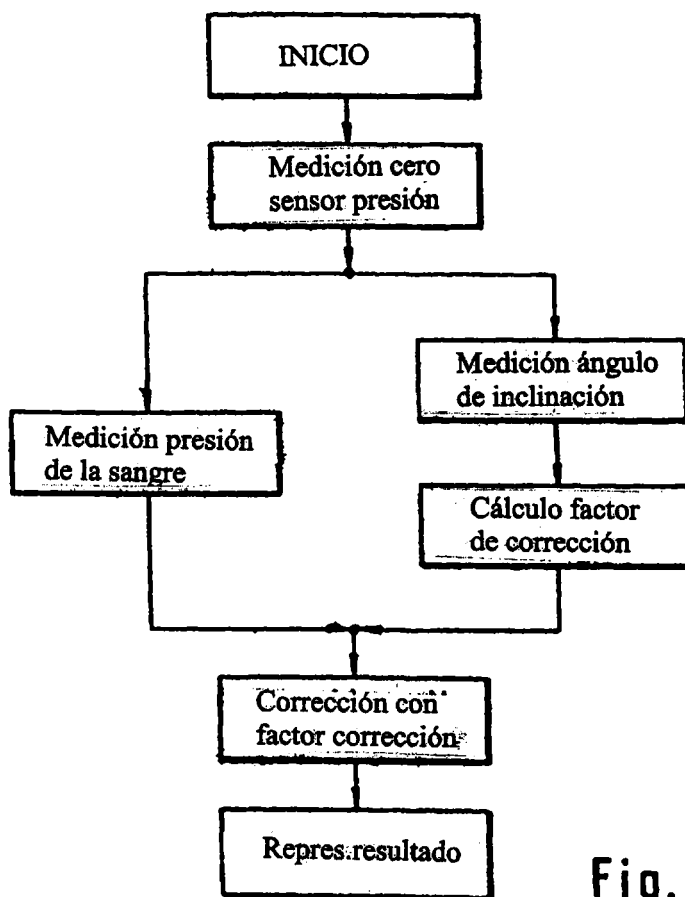 INICIO
Medición cero
sensor presión
Medición ángulo
de inclinación
Medición presión
de la sangre
Cálculo factor
de corrección
Corrección con
factor corrección
Repres.resultado
Fig.